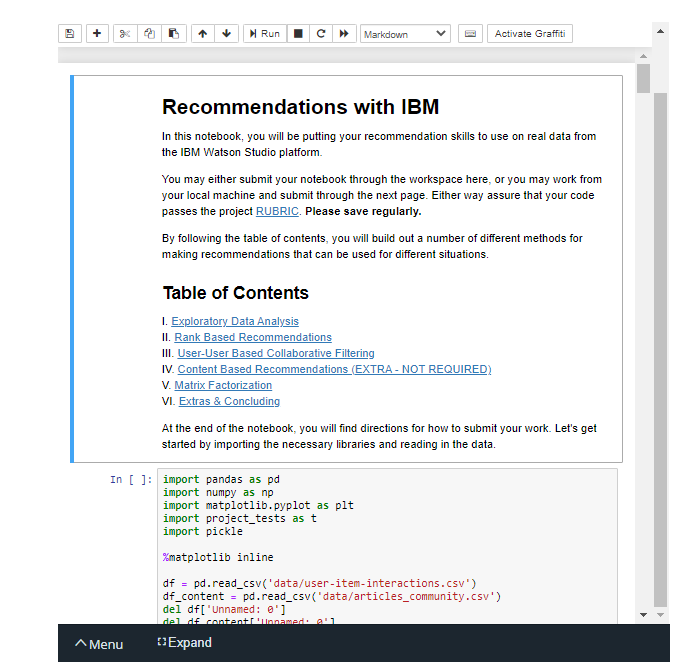 Run
Markdown
Activate Graffiti
Recommendations with IBM
In this notebook, you will be putting your recommendation skills to use on real data from
the IBM Watson Studio platform.
You may either submit your notebook through the workspace here, or you may work from
your local machine and submit through the next page. Either way assure that your code
passes the project RUBRIC. Please save regularly.
By following the table of contents, you will build out a number of different methods for
making recommendations that can be used for different situations.
Table of Contents
I. Exploratory Data Analysis
II. Rank Based Recommendations
III. User-User Based Collaborative Filtering
IV. Content Based Recommendations (EXTRA - NOT REQUIRED)
V. Matrix Factorization
VI. Extras & Concluding
At the end of the notebook, you will find directions for how to submit your work. Let's get
started by importing the necessary libraries and reading in the data.
In [ ]: import pandas as pd
import numpy as np
import matplotlib.pyplot as plt
import project_tests as t
import pickle
%matplotlib inline
df = pd.read_csv('data/user-item-interactions.csv')
df_content = pd.read_csv('data/articles_community.csv')
del df['Unnamed: 0']
del df_content['Unnamed: 0']
Menu
Expand